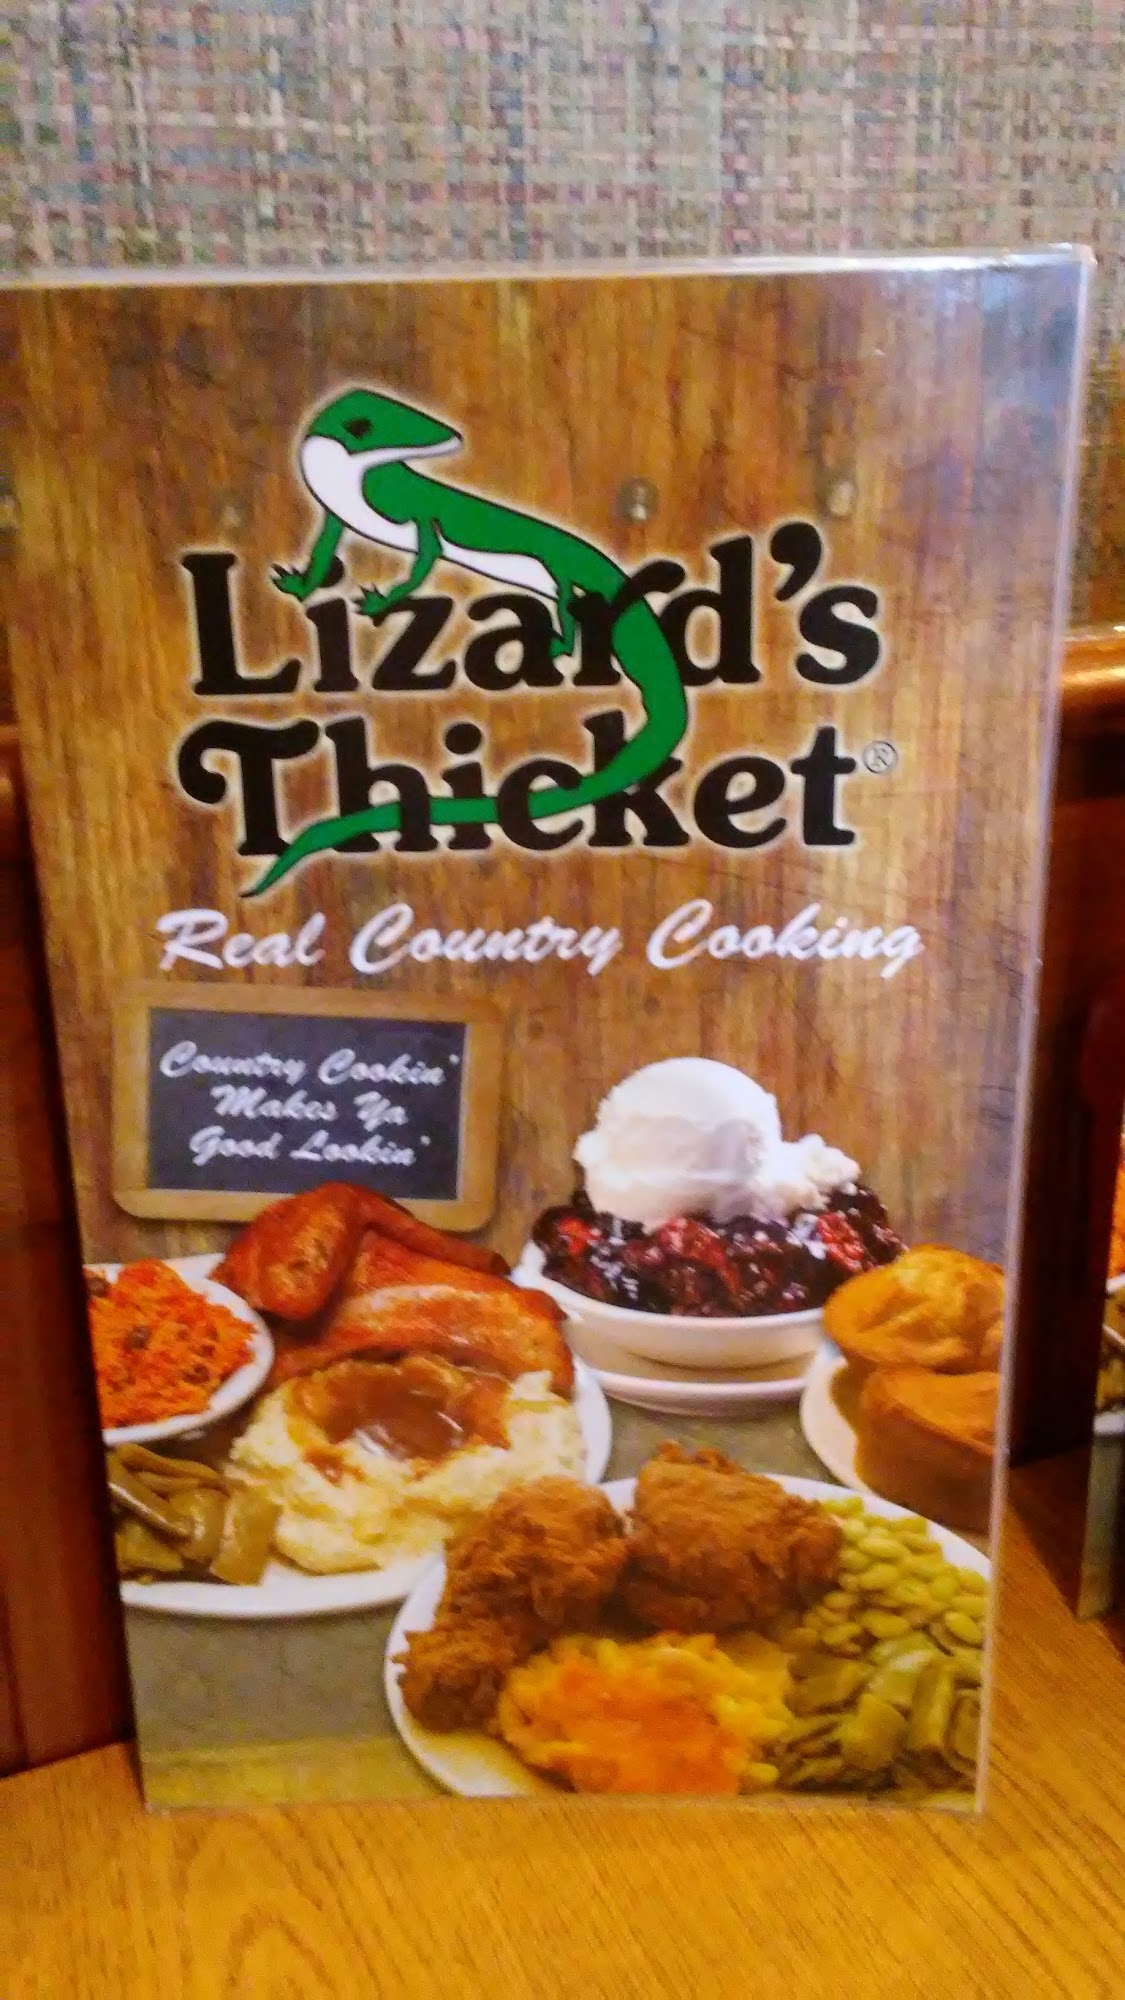 Lizard's
Thicket®
Real Country Cooking
Country Cookin'
Makes Ya
Good Lookin'